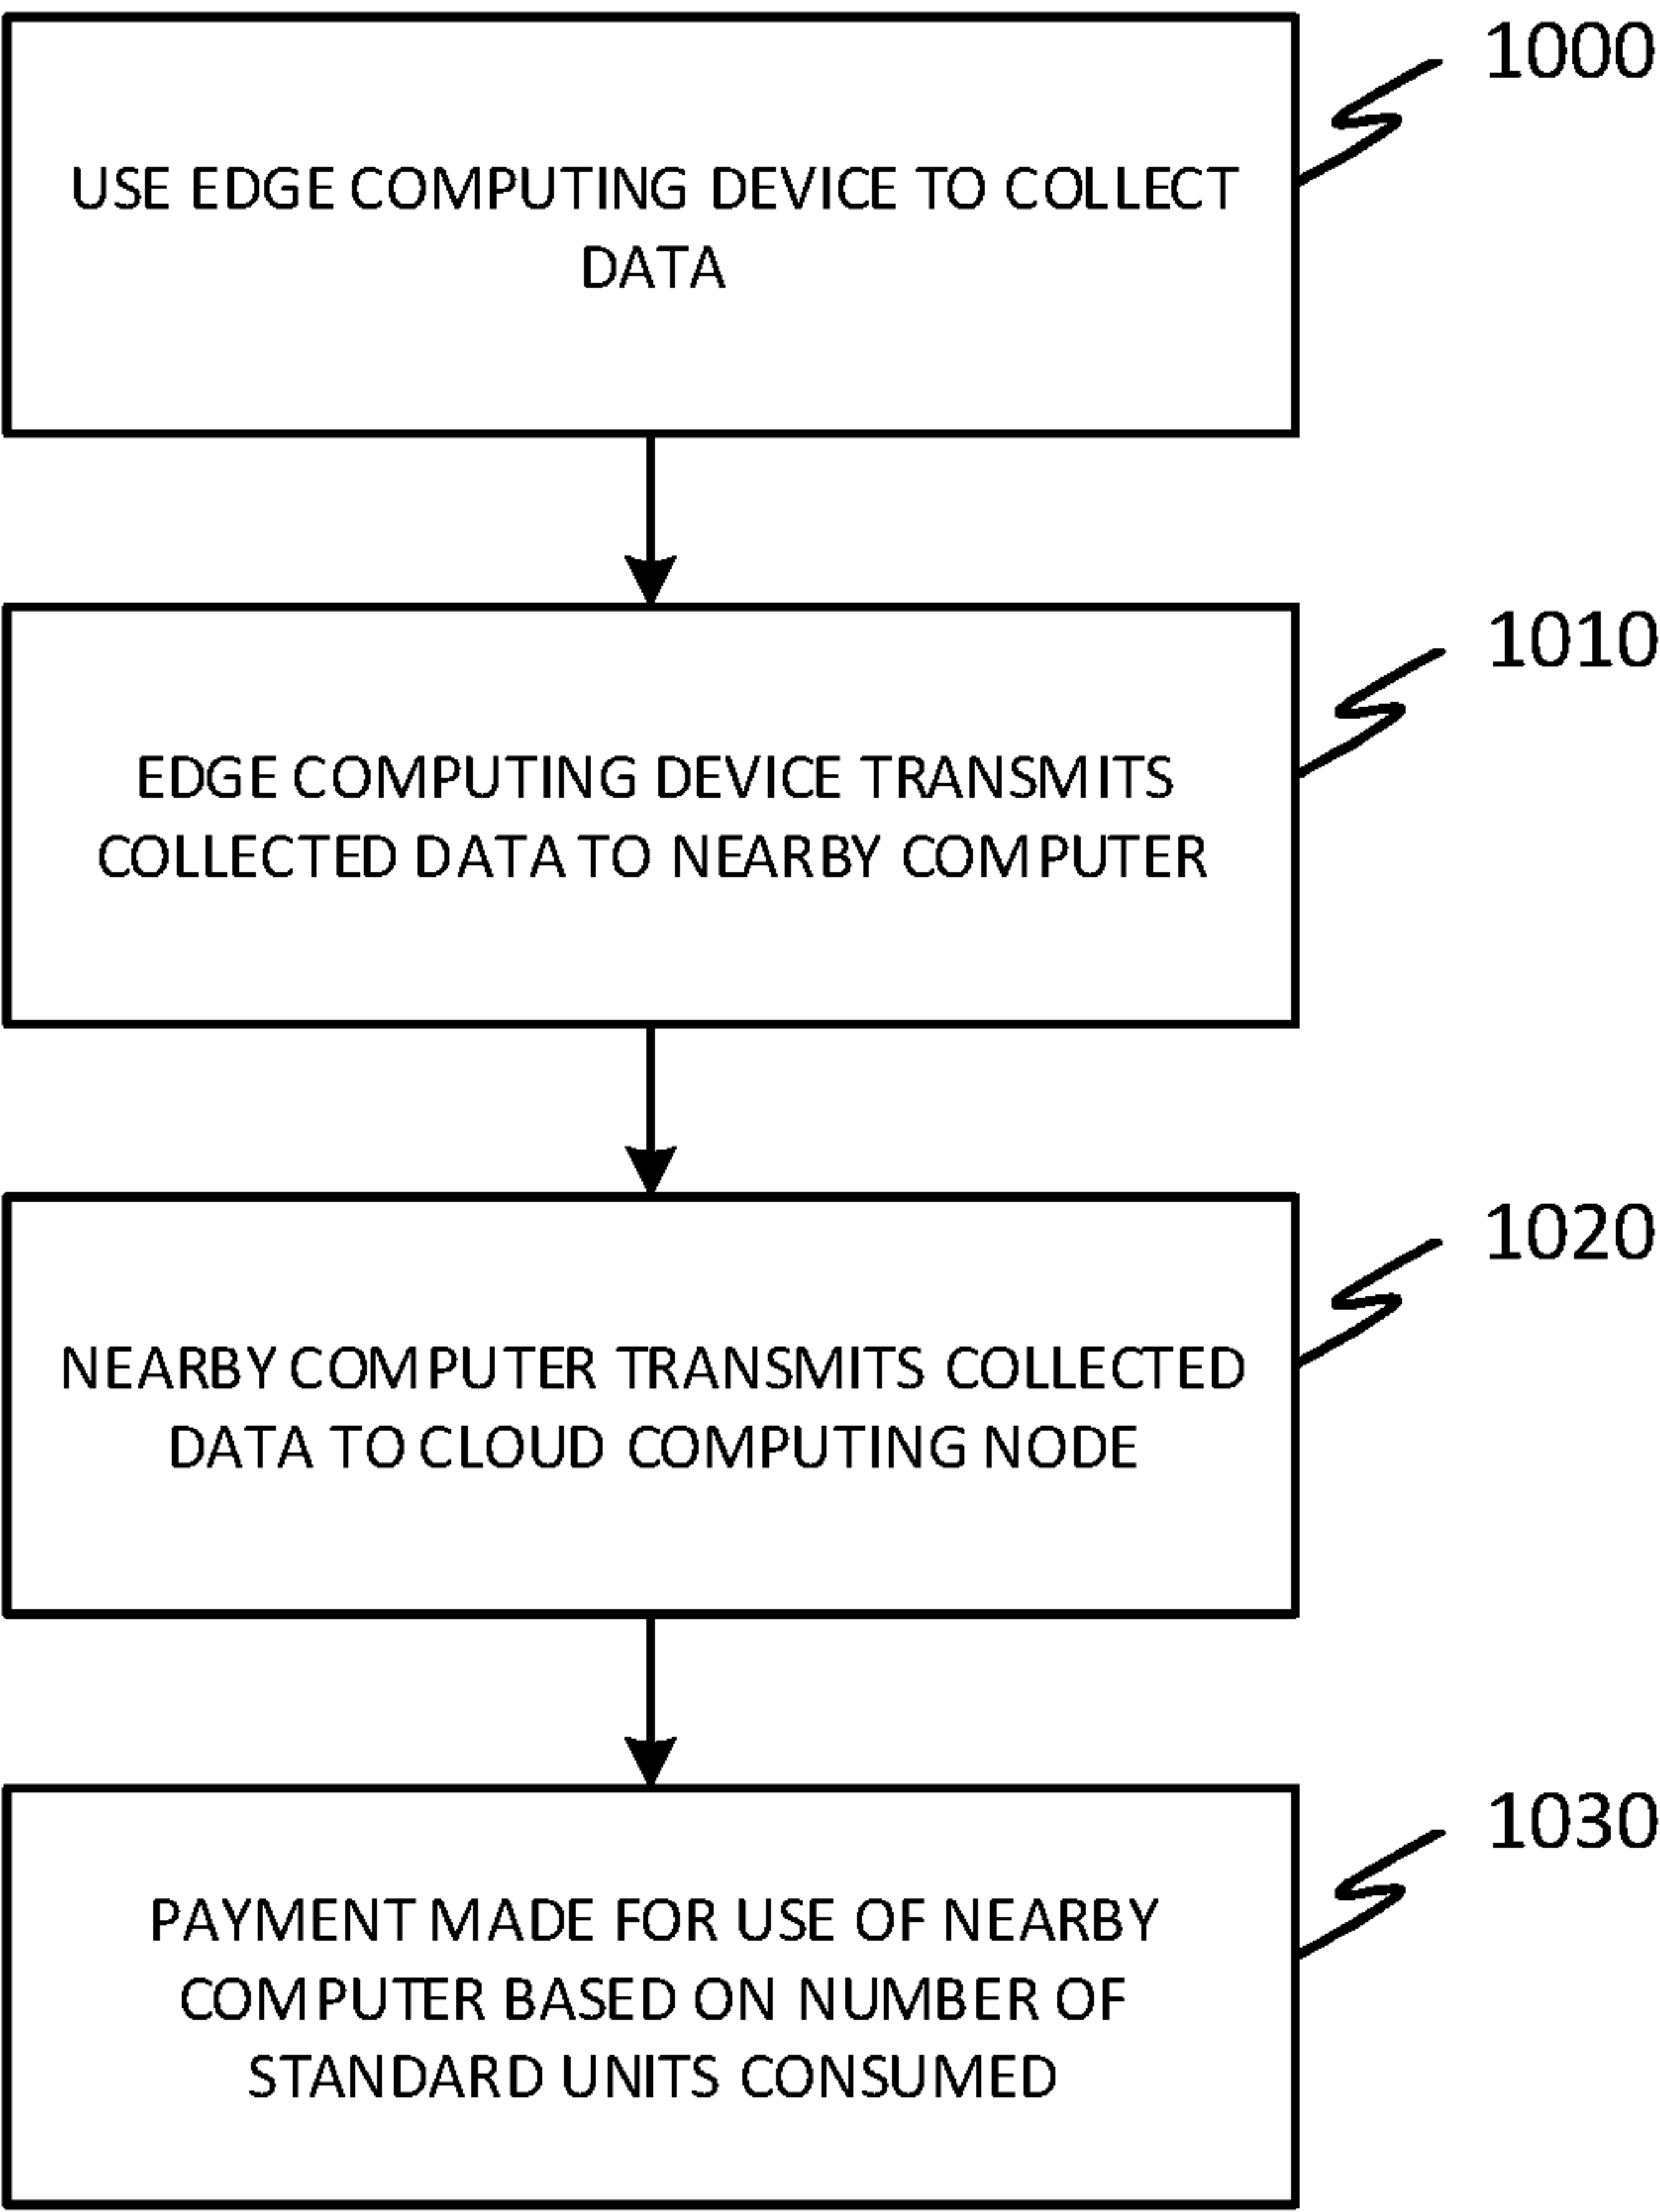 1000
USE EDGE COMPUTING DEVICE TO COLLECT
DATA
1010
EDGE COMPUTING DEVICE TRANSMITS
COLLECTED DATA TO NEARBY COMPUTER
1020
NEARBY COMPUTER TRANSMITS COLLECTED
DATA TO CLOUD COMPUTING NODE
1030
PAYMENT MADE FOR USE OF NEARBY
COMPUTER BASED ON NUMBER OF
STANDARD UNITS CONSUMED